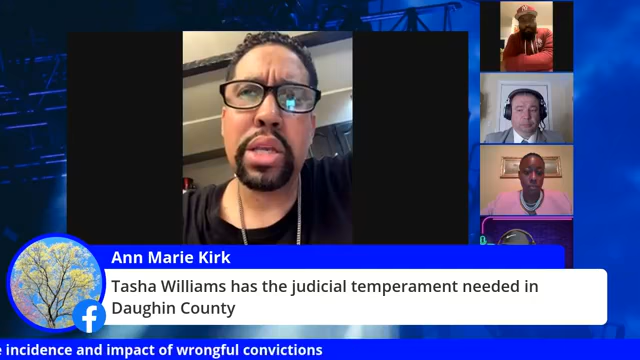 Ann Marie Kirk
Tasha Williams has the judicial temperament needed in
Daughin County
e incidence and impact of wrongful convictions